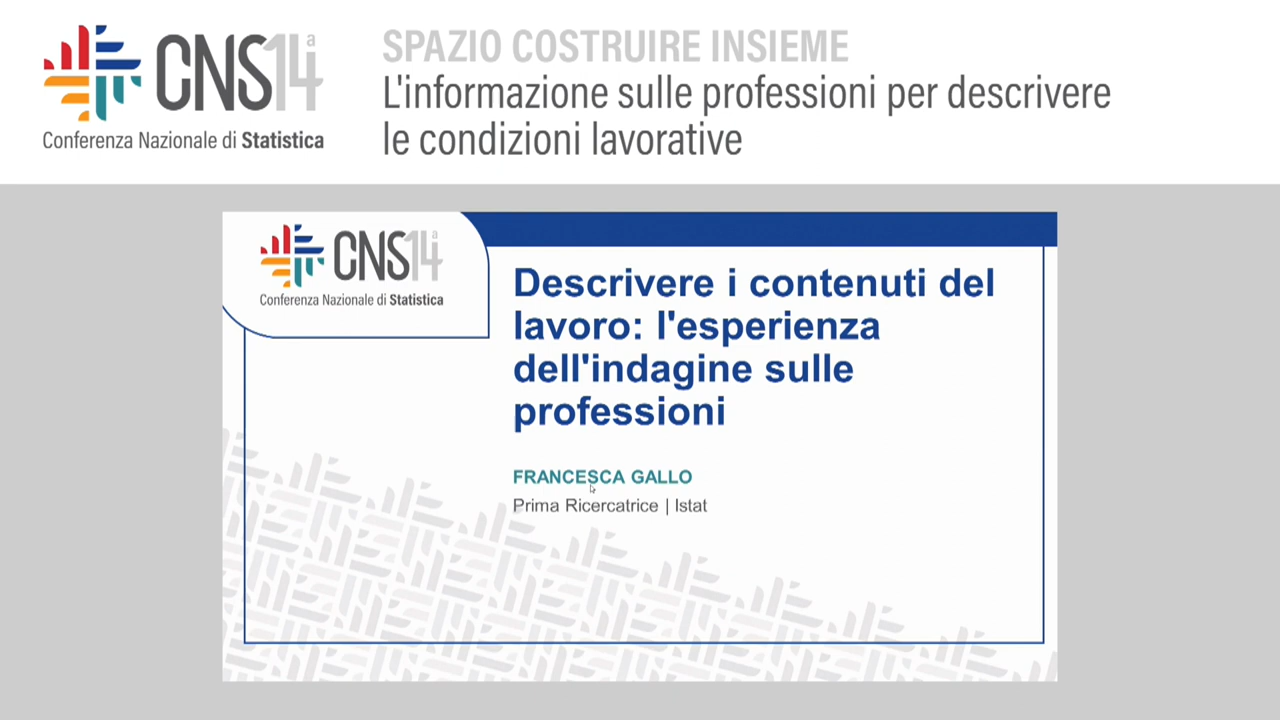 CNS14ª
Conferenza Nazionale di Statistica
SPAZIO COSTRUIRE INSIEME
L'informazione sulle professioni per descrivere
le condizioni lavorative
CNS14ª
Conferenza Nazionale di Statistica
Descrivere i contenuti del
lavoro: l'esperienza
dell'indagine sulle
professioni
FRANCESCA GALLO
Prima Ricercatrice | Istat